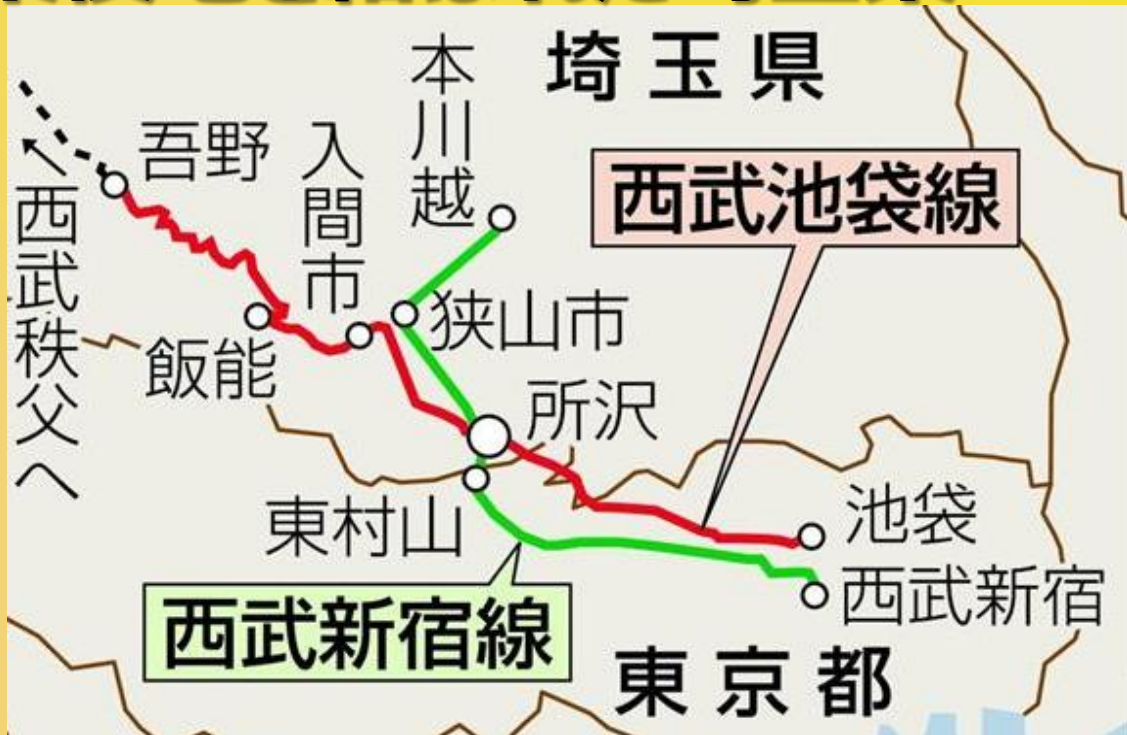 埼玉県
本川越
吾野
入間市
西武池袋線
←西武秩父へ
狭山市
飯能
所沢
東村山
池袋
西武新宿
西武新宿線
東京都